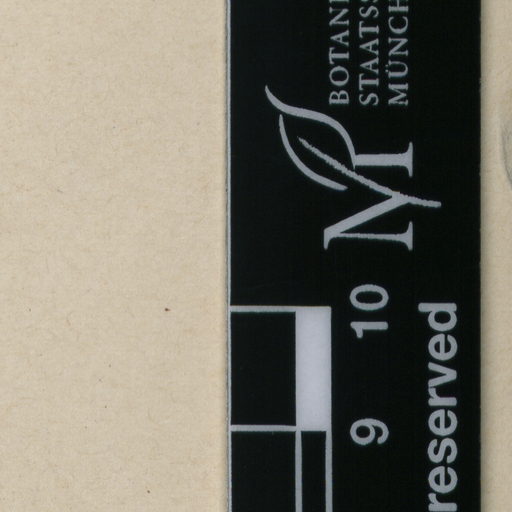 BOTANI
STAATSS
MÜNCH
M
10
9
reserved